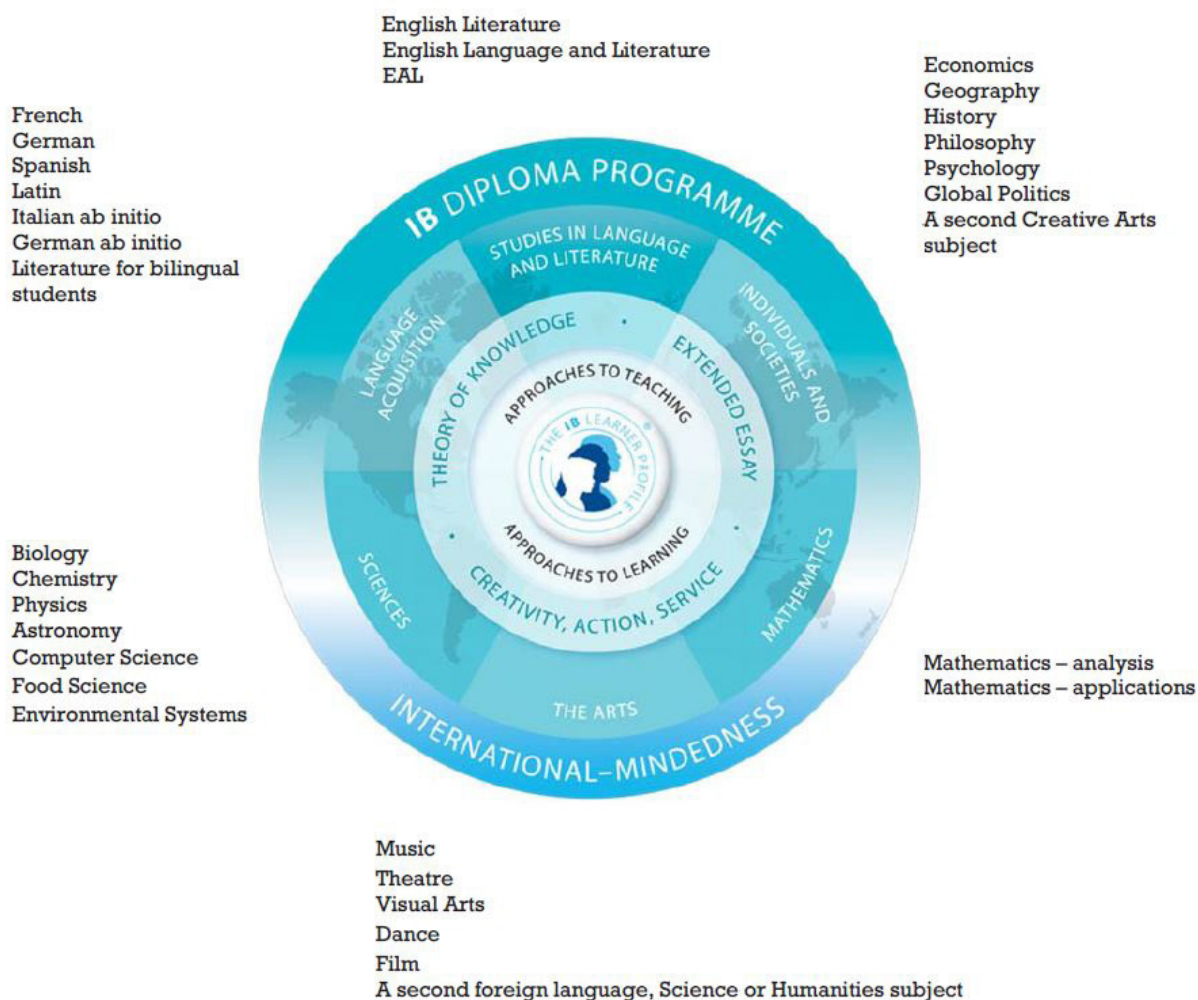 English Literature
English Language and Literature
EAL
Economics
Geography
History
Philosophy
Psychology
Global Politics
A second Creative Arts
subject
French
German
Spanish
Latin
Italian ab initio
German ab initio
Literature for bilingual
students
IB DIPLOMA PROGRAMME
STUDIES IN LANGUAGE
AND LITERATURE
LANGUAGE
ACQUISITION
INDIVIDUALS AND
SOCIETIES
THEORY OF KNOWLEDGE
EXTENDED ESSAY
APPROACHES TO TEACHING
THE IB LEARNER PROFILE
®
APPROACHES TO LEARNING
CREATIVITY, ACTION, SERVICE
SCIENCES
MATHEMATICS
THE ARTS
INTERNATIONAL–MINDEDNESS
Biology
Chemistry
Physics
Astronomy
Computer Science
Food Science
Environmental Systems
Mathematics – analysis
Mathematics – applications
Music
Theatre
Visual Arts
Dance
Film
A second foreign language, Science or Humanities subject